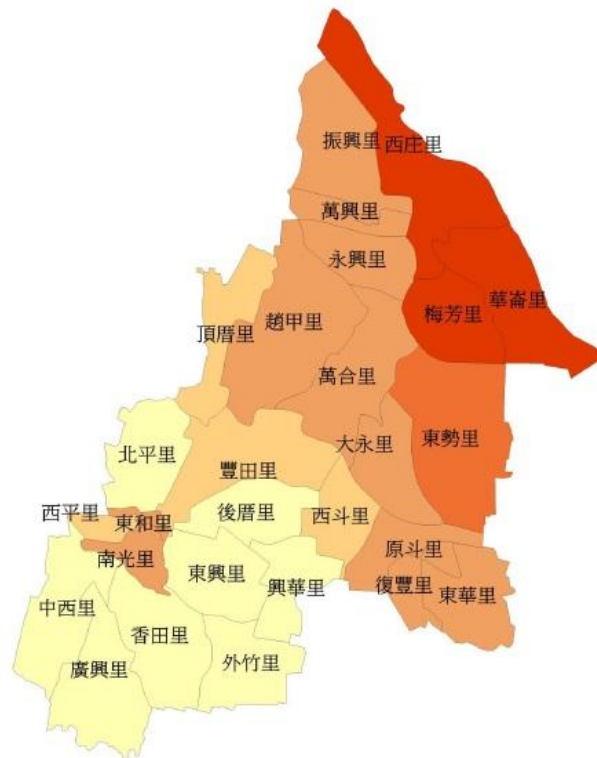 振興里
西庄里
萬興里
永興里
華崙里
梅芳里
趙甲里
頂厝里
萬合里
大永里
東勢里
北平里
豐田里
後厝里
西斗里
西平里
東和里
原斗里
南光里
東興里
興華里
復豐里
東華里
中西里
香田里
外竹里
廣興里